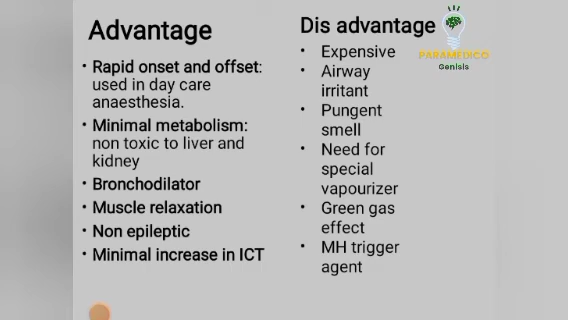 Advantage
• Rapid onset and offset:
used in day care
anaesthesia.
• Minimal metabolism:
non toxic to liver and
kidney
• Bronchodilator
• Muscle relaxation
• Non epileptic
• Minimal increase in ICT
Dis advantage
• Expensive
• Airway
irritant
• Pungent
smell
• Need for
special
vapourizer
• Green gas
effect
• MH trigger
agent
PARAMEDICO
Genisis